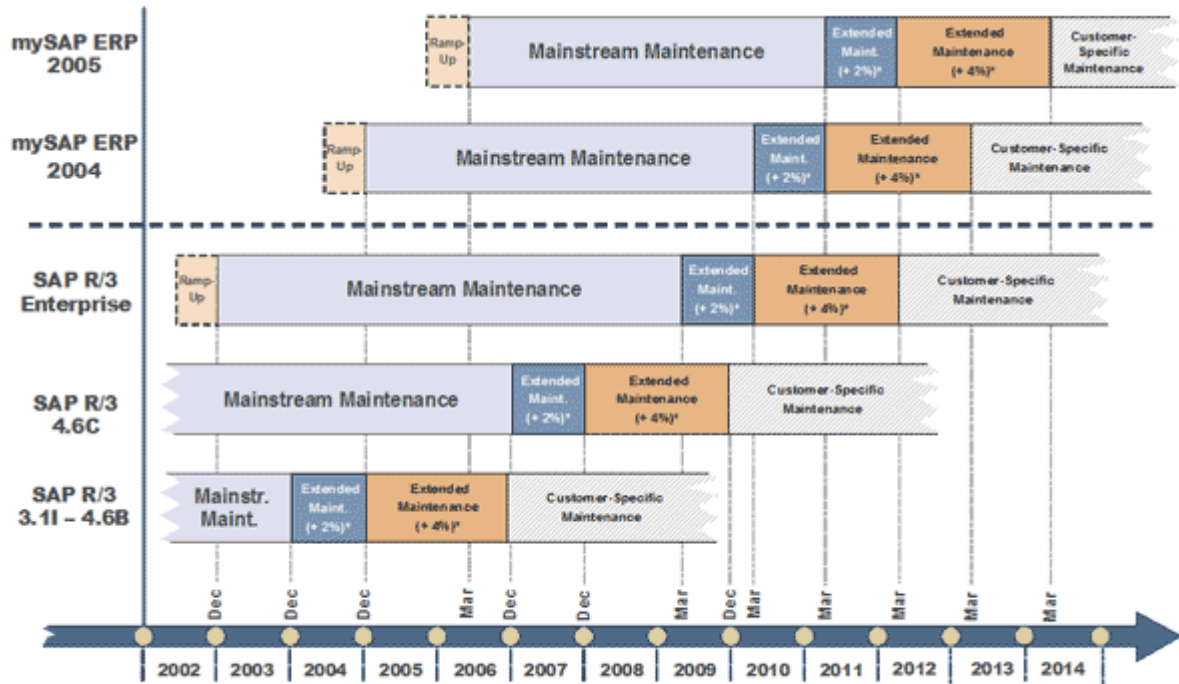 mySAP ERP
2005
Ramp-
Up
Mainstream Maintenance
Extended
Maint.
(+ 2%)*
Extended
Maintenance
(+ 4%)*
Customer-
Specific
Maintenance
mySAP ERP
2004
Ramp-
Up
Mainstream Maintenance
Extended
Maint.
(+ 2%)*
Extended
Maintenance
(+ 4%)*
Customer-Specific
Maintenance
SAP R/3
Enterprise
Ramp-
Up
Mainstream Maintenance
Extended
Maint.
(+ 2%)*
Extended
Maintenance
(+ 4%)*
Customer-Specific
Maintenance
SAP R/3
4.6C
Mainstream Maintenance
Extended
Maint.
(+ 2%)*
Extended
Maintenance
(+ 4%)*
Customer-Specific
Maintenance
SAP R/3
3.1I – 4.6B
Mainstr.
Maint.
Extended
Maint.
(+ 2%)*
Extended
Maintenance
(+ 4%)*
Customer-Specific
Maintenance
Dec
Dec
Dec
Mar
Dec
Dec
Mar
Dec
Mar
Mar
Mar
Mar
Mar
2002
2003
2004
2005
2006
2007
2008
2009
2010
2011
2012
2013
2014